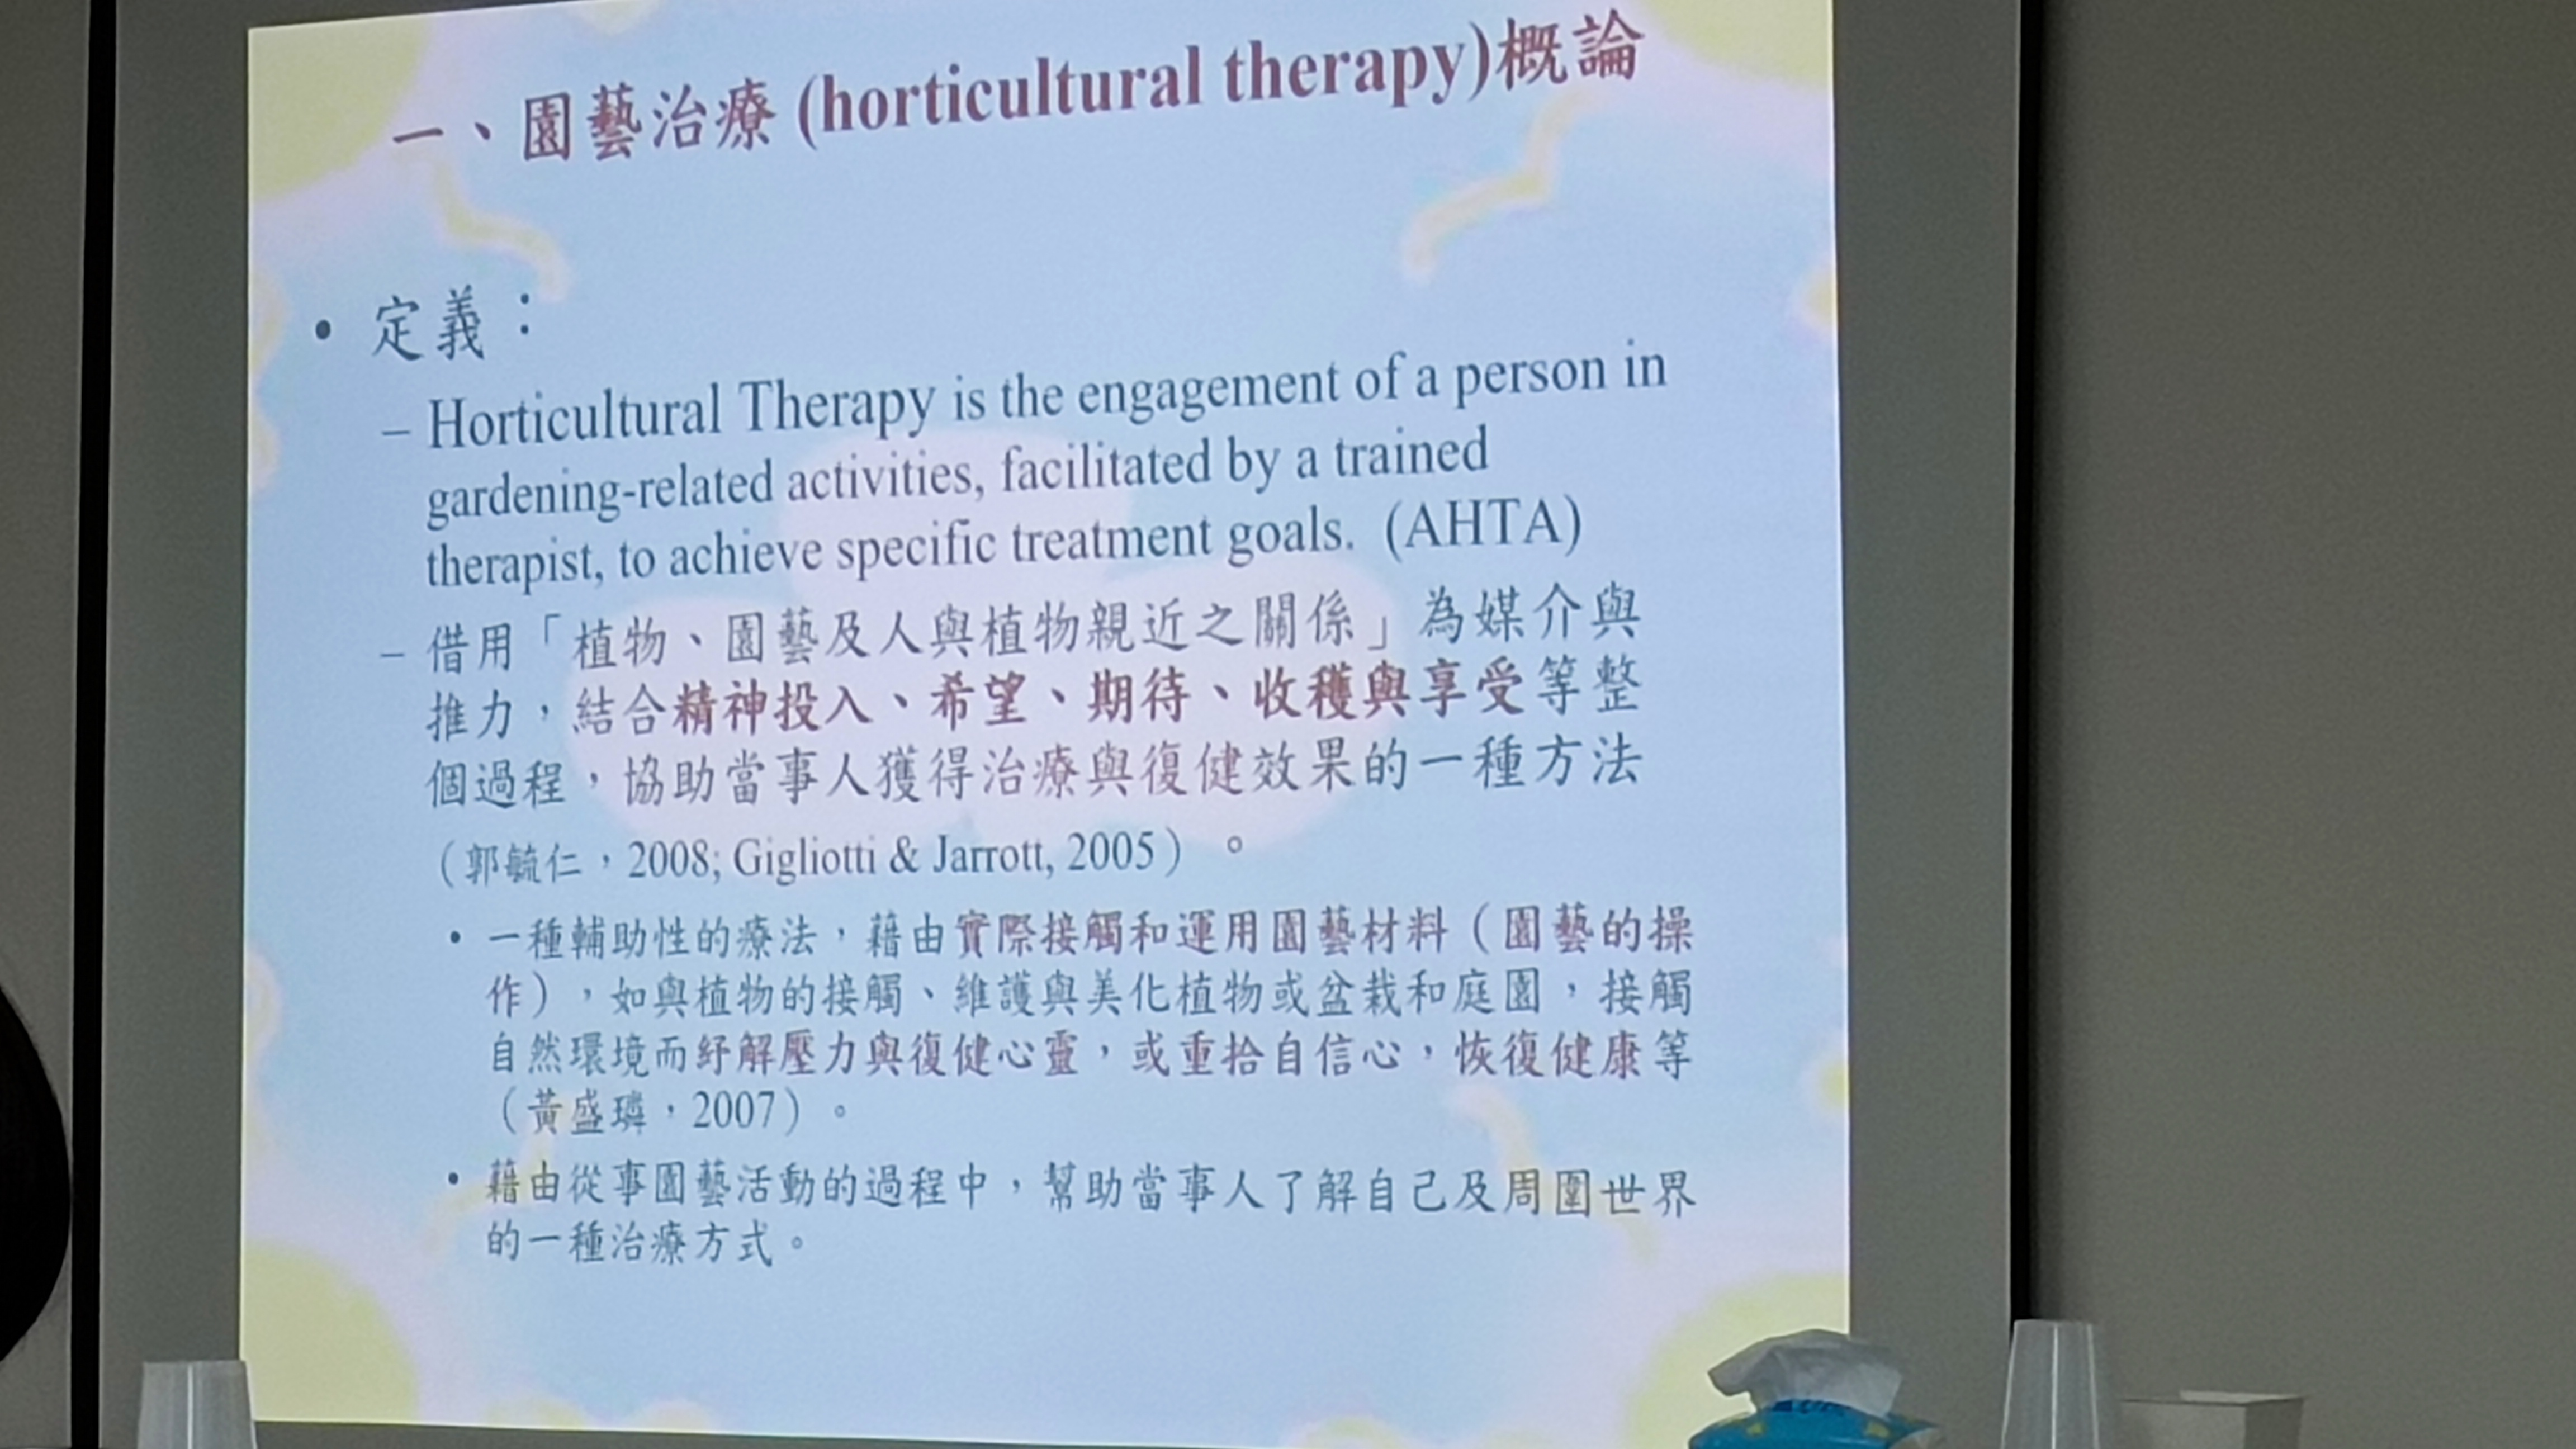 一、園藝治療 (horticultural therapy)概論
• 定義：
– Horticultural Therapy is the engagement of a person in
gardening-related activities, facilitated by a trained
therapist, to achieve specific treatment goals. (AHTA)
– 借用「植物、園藝及人與植物親近之關係」為媒介與
推力，結合精神投入、希望、期待、收穫與享受等整
個過程，協助當事人獲得治療與復健效果的一種方法
（郭毓仁，2008; Gigliotti & Jarrott, 2005）。
• 一種輔助性的療法，藉由實際接觸和運用園藝材料（園藝的操
作），如與植物的接觸、維護與美化植物或盆栽和庭園，接觸
自然環境而紓解壓力與復健心靈，或重拾自信心，恢復健康等
（黃盛璘，2007）。
• 藉由從事園藝活動的過程中，幫助當事人了解自己及周圍世界
的一種治療方式。